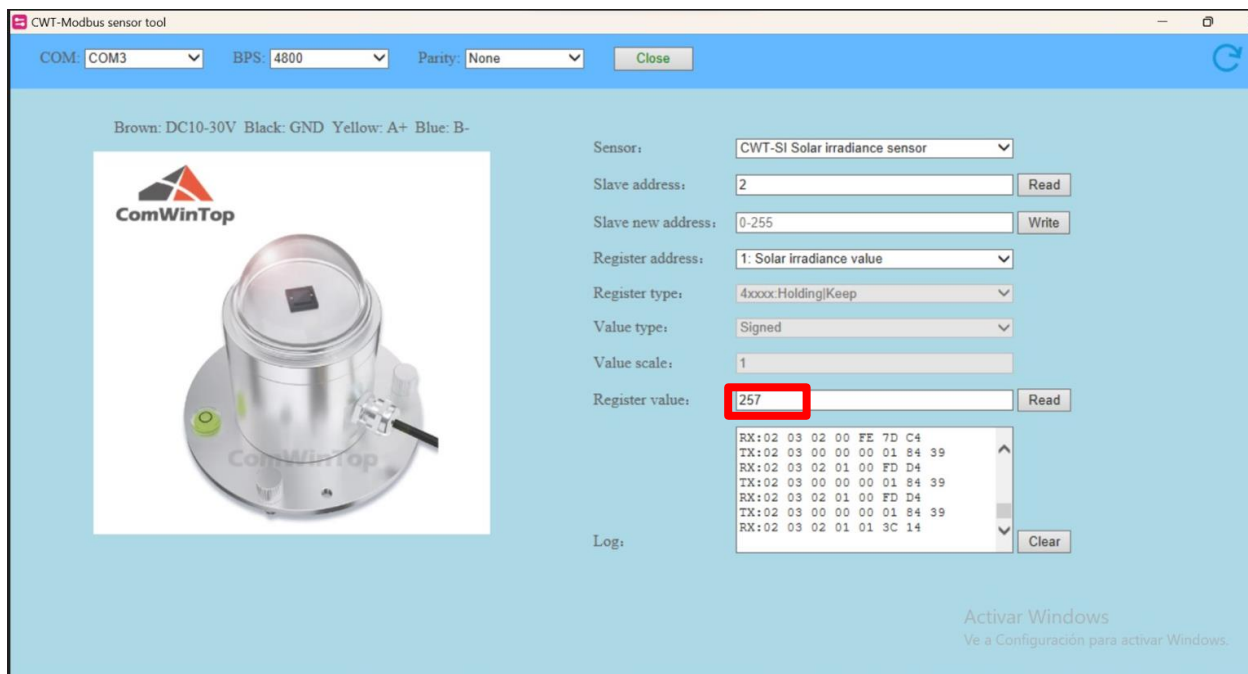 CWT-Modbus sensor tool
COM: COM3 BPS: 4800 Parity: None Close
Brown: DC10-30V Black: GND Yellow: A+ Blue: B-
ComWinTop
ComWinTop
Sensor: CWT-SI Solar irradiance sensor
Slave address: 2 Read
Slave new address: 0-255 Write
Register address: 1: Solar irradiance value
Register type: 4xxxx:Holding|Keep
Value type: Signed
Value scale: 1
Register value: 257 Read
RX:02 03 02 00 FE 7D C4
TX:02 03 00 00 00 01 84 39
RX:02 03 02 01 00 FD D4
TX:02 03 00 00 00 01 84 39
RX:02 03 02 01 00 FD D4
TX:02 03 00 00 00 01 84 39
RX:02 03 02 01 01 3C 14
Log: Clear
Activar Windows
Ve a Configuración para activar Windows.